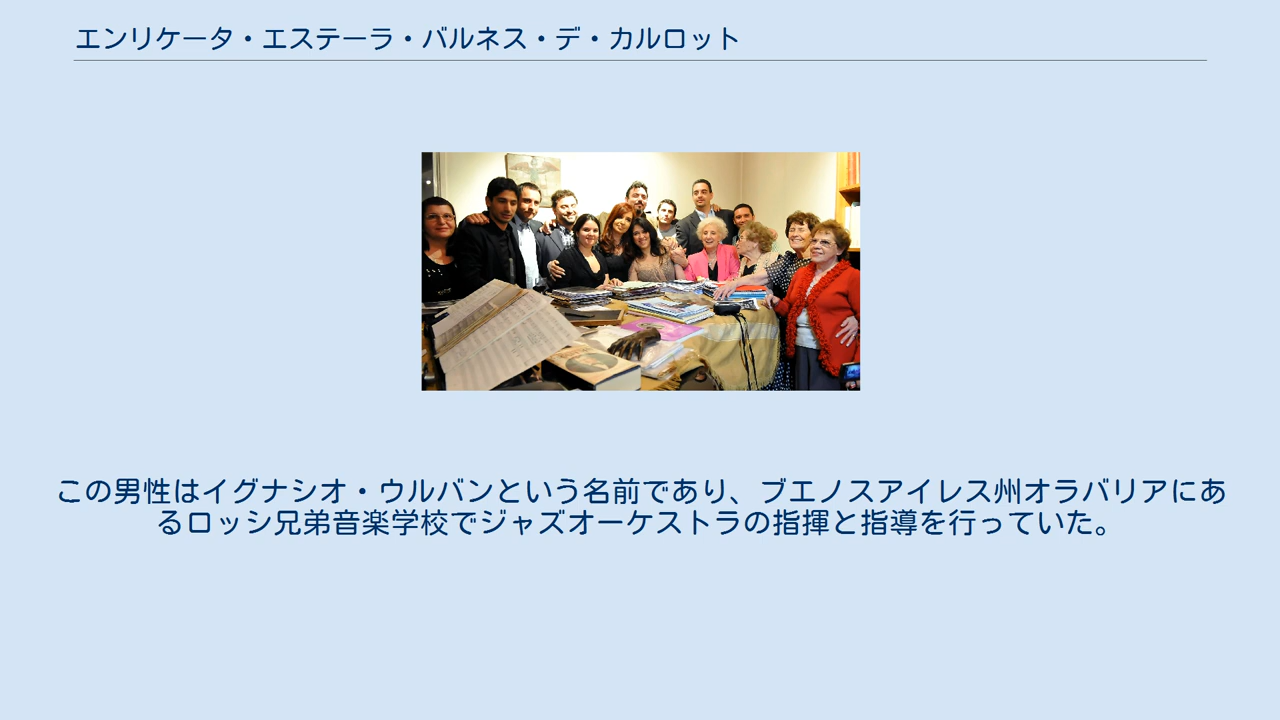 エンリケータ・エステーラ・バルネス・デ・カルロット
この男性はイグナシオ・ウルバンという名前であり、ブエノスアイレス州オラバリアにあ
るロッシ兄弟音楽学校でジャズオーケストラの指揮と指導を行っていた。